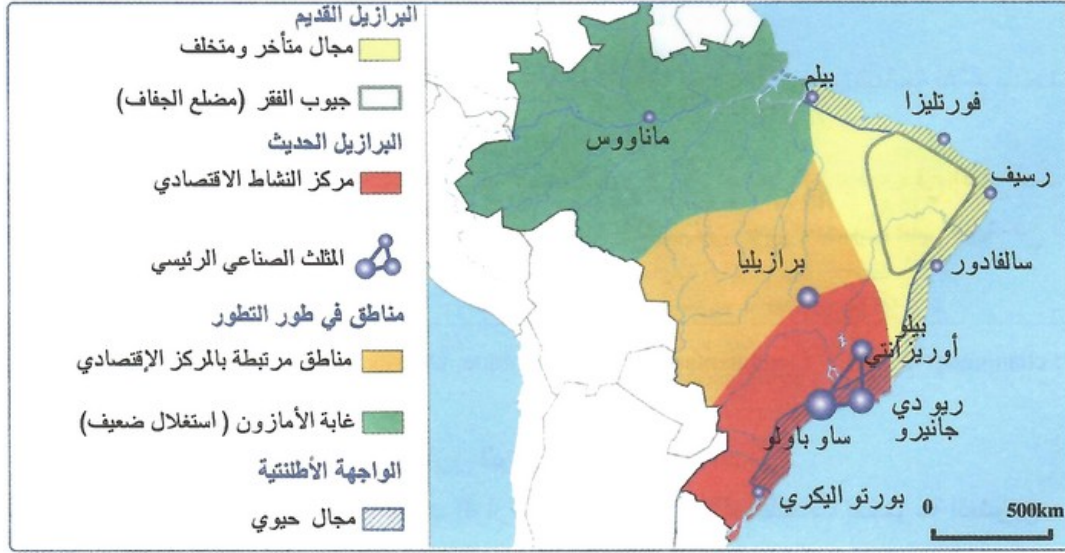 البرازيل القديم
مجال متأخر ومتخلف
جيوب الفقر (مضلع الجفاف)
البرازيل الحديث
مركز النشاط الاقتصادي
المثلث الصناعي الرئيسي
مناطق في طور التطور
مناطق مرتبطة بالمركز الإقتصادي
غابة الأمازون (استغلال ضعيف)
الواجهة الأطلنتية
مجال حيوي
بيلم
فورتليزا
ماناووس
رسيف
سالفادور
برازيليا
بيلو
أوريزانتي
ريو دي
جانيرو
ساو باولو
بورتو اليكري
0 500km